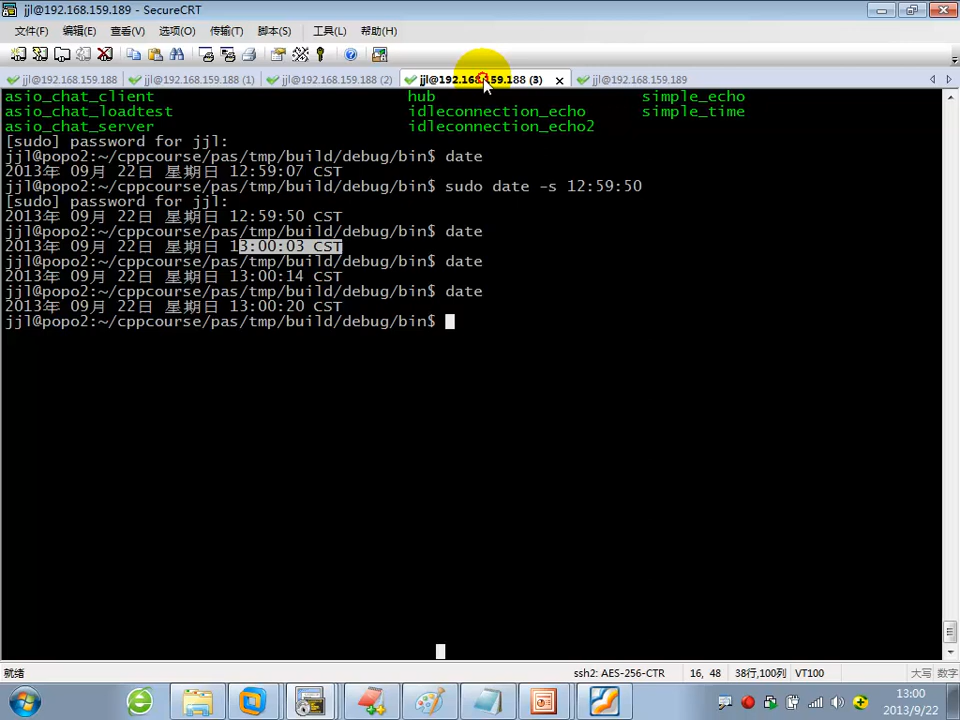 jjl@192.168.159.189 - SecureCRT
文件(F) 编辑(E) 查看(V) 选项(O) 传输(T) 脚本(S) 工具(L) 帮助(H)
jjl@192.168.159.188 jjl@192.168.159.188 (1) jjl@192.168.159.188 (2) jjl@192.168.159.188 (3) jjl@192.168.159.189
asio_chat_client hub simple_echo
asio_chat_loadtest idleconnection_echo simple_time
asio_chat_server idleconnection_echo2
[sudo] password for jjl:
jjl@popo2:~/cppcourse/pas/tmp/build/debug/bin$ date
2013年 09月 22日 星期日 12:59:07 CST
jjl@popo2:~/cppcourse/pas/tmp/build/debug/bin$ sudo date -s 12:59:50
[sudo] password for jjl:
2013年 09月 22日 星期日 12:59:50 CST
jjl@popo2:~/cppcourse/pas/tmp/build/debug/bin$ date
2013年 09月 22日 星期日 13:00:03 CST
jjl@popo2:~/cppcourse/pas/tmp/build/debug/bin$ date
2013年 09月 22日 星期日 13:00:14 CST
jjl@popo2:~/cppcourse/pas/tmp/build/debug/bin$ date
2013年 09月 22日 星期日 13:00:20 CST
jjl@popo2:~/cppcourse/pas/tmp/build/debug/bin$
就绪 ssh2: AES-256-CTR 16, 48 38行,100列 VT100 大写 数字
13:00
2013/9/22